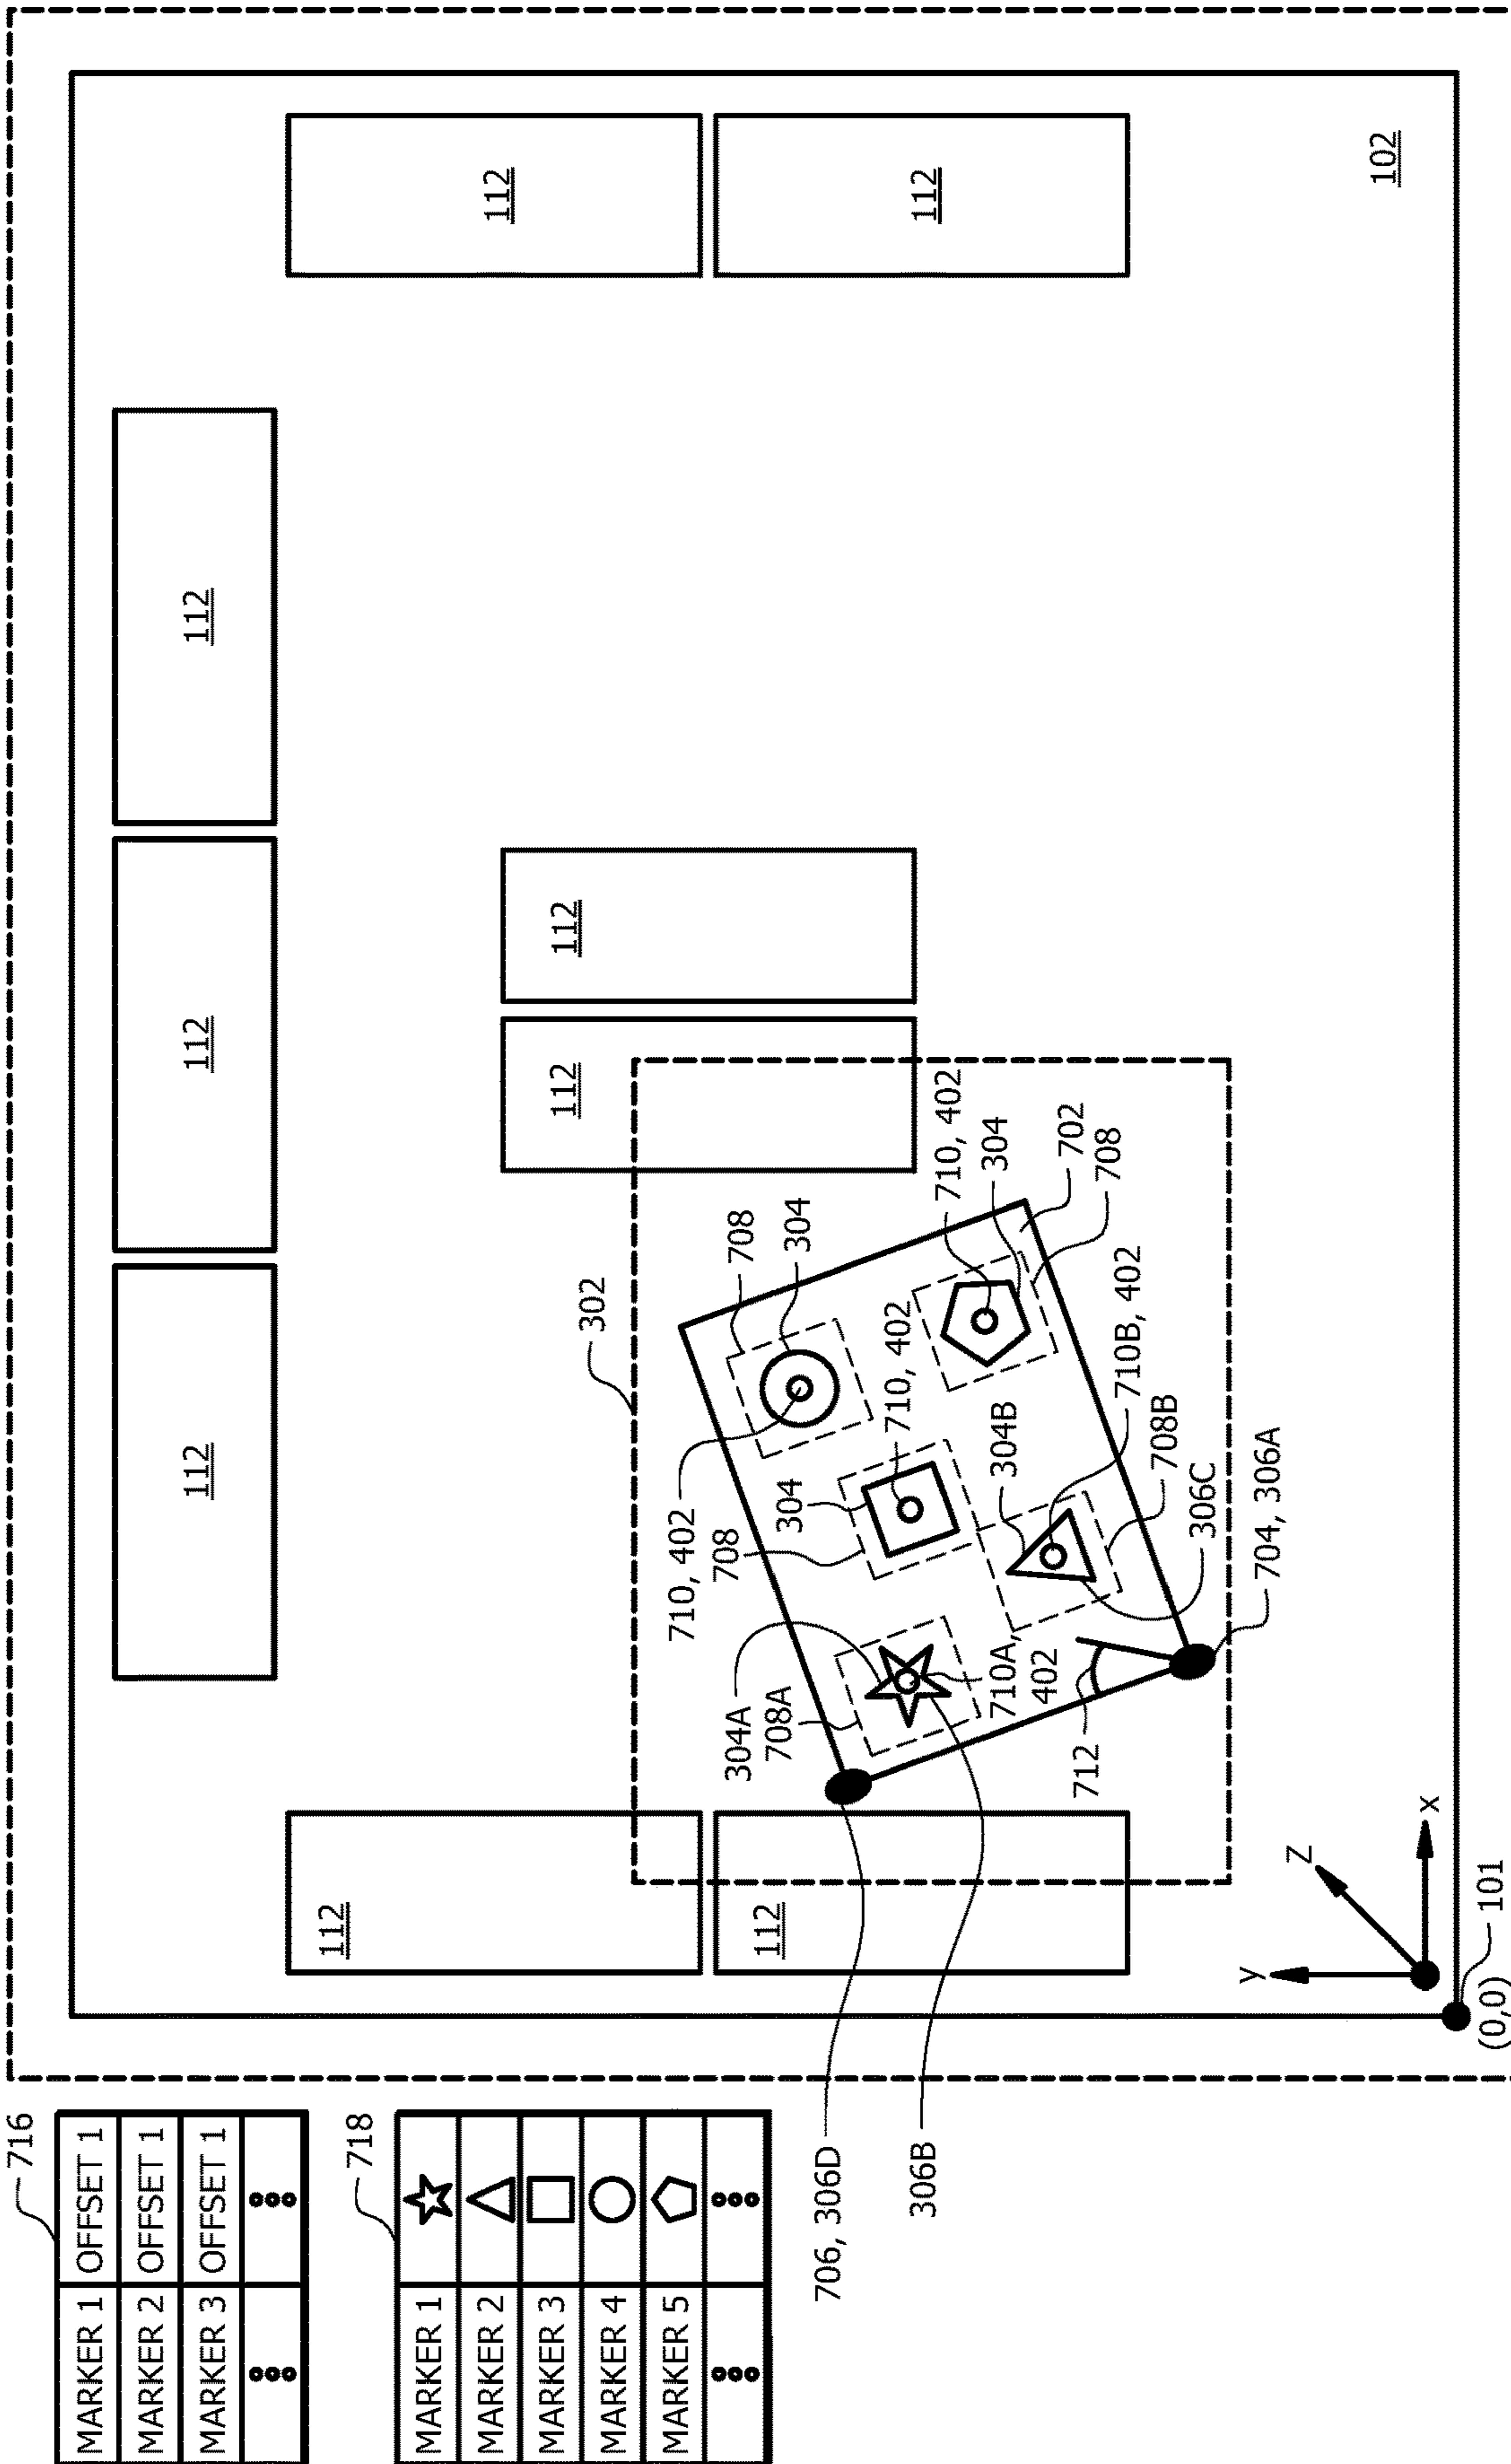 716
MARKER 1 OFFSET 1
MARKER 2 OFFSET 1
MARKER 3 OFFSET 1
718
MARKER 1
MARKER 2
MARKER 3
MARKER 4
MARKER 5
706, 306D
306B
112
112
112
112
112
112
112
112
112
302
708
304
710, 402
708
304
710, 402
304A
708A
710A,
402
304B
710, 402
304
702
708
710B, 402
708B
306C
704, 306A
712
102
y
Z
x
101
(0,0)